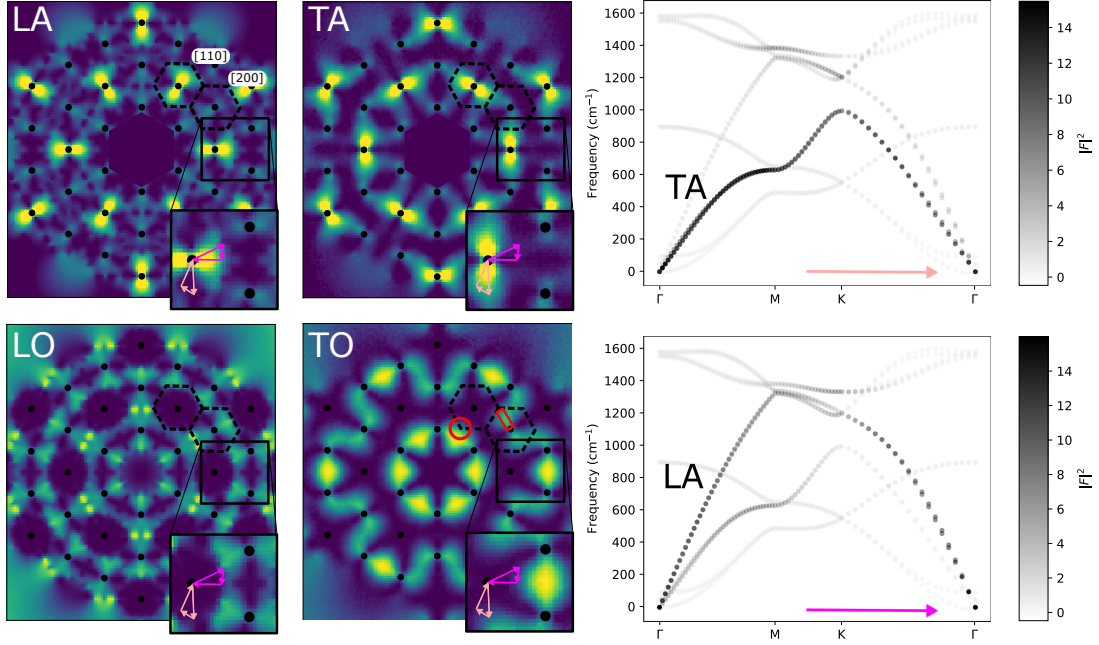 LA
[110]
[200]
TA
LO
TO
1600
1400
1200
1000
800
600
400
200
0
Frequency (cm⁻¹)
TA
Γ
M
K
Γ
14
12
10
8
6
4
2
0
|F|²
1600
1400
1200
1000
800
600
400
200
0
Frequency (cm⁻¹)
LA
Γ
M
K
Γ
14
12
10
8
6
4
2
0
|F|²